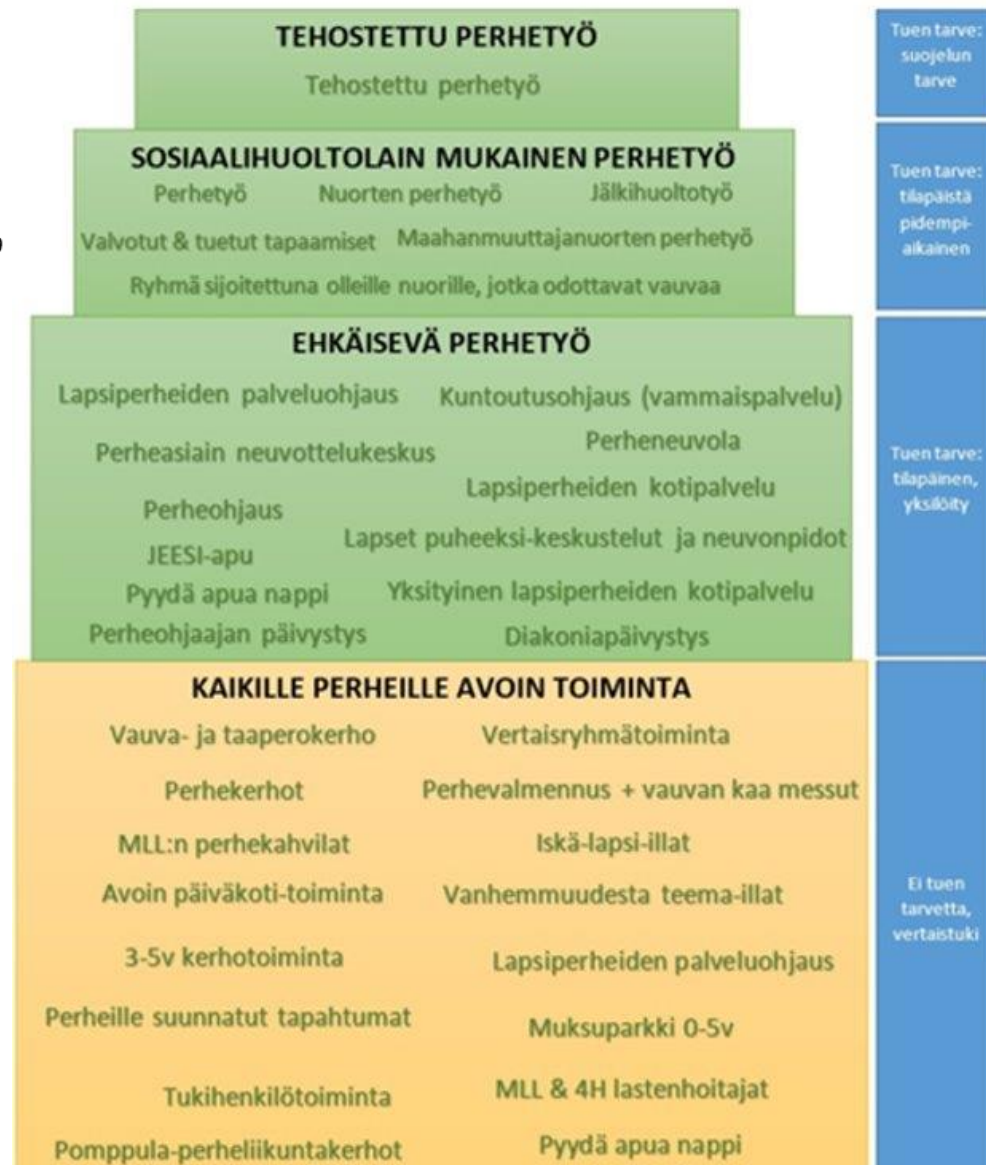 TEHOSTETTU PERHETYÖ
Tehostettu perhetyö
Tuen tarve:
suojelun
tarve
SOSIAALIHUOLTOLAIN MUKAINEN PERHETYÖ
Perhetyö Nuorten perhetyö Jälkihuoltotyö
Valvotut & tuetut tapaamiset Maahanmuuttajanuorten perhetyö
Ryhmä sijoitettuna olleille nuorille, jotka odottavat vauvaa
Tuen tarve:
tilapäistä
pidempi-
aikainen
EHKÄISEVÄ PERHETYÖ
Lapsiperheiden palveluohjaus Kuntoutusohjaus (vammaispalvelu)
Perheasiain neuvottelukeskus Perheneuvola
Perheohjaus Lapsiperheiden kotipalvelu
JEESI-apu Lapset puheeksi-keskustelut ja neuvonpidot
Pyydä apua nappi Yksityinen lapsiperheiden kotipalvelu
Perheohjaajan päivystys Diakoniapäivystys
Tuen tarve:
tilapäinen,
yksilöity
KAIKILLE PERHEILLE AVOIN TOIMINTA
Vauva- ja taaperokerho Vertaisryhmätoiminta
Perhekerhot Perhevalmennus + vauvan kaa messut
MLL:n perhekahvilat Iskä-lapsi-illat
Avoin päiväkoti-toiminta Vanhemmuudesta teema-illat
3-5v kerhotoiminta Lapsiperheiden palveluohjaus
Perheille suunnatut tapahtumat Muksuparkki 0-5v
Tukihenkilötoiminta MLL & 4H lastenhoitajat
Pomppula-perheliikuntakerhot Pyydä apua nappi
Ei tuen
tarvetta,
vertaistuki